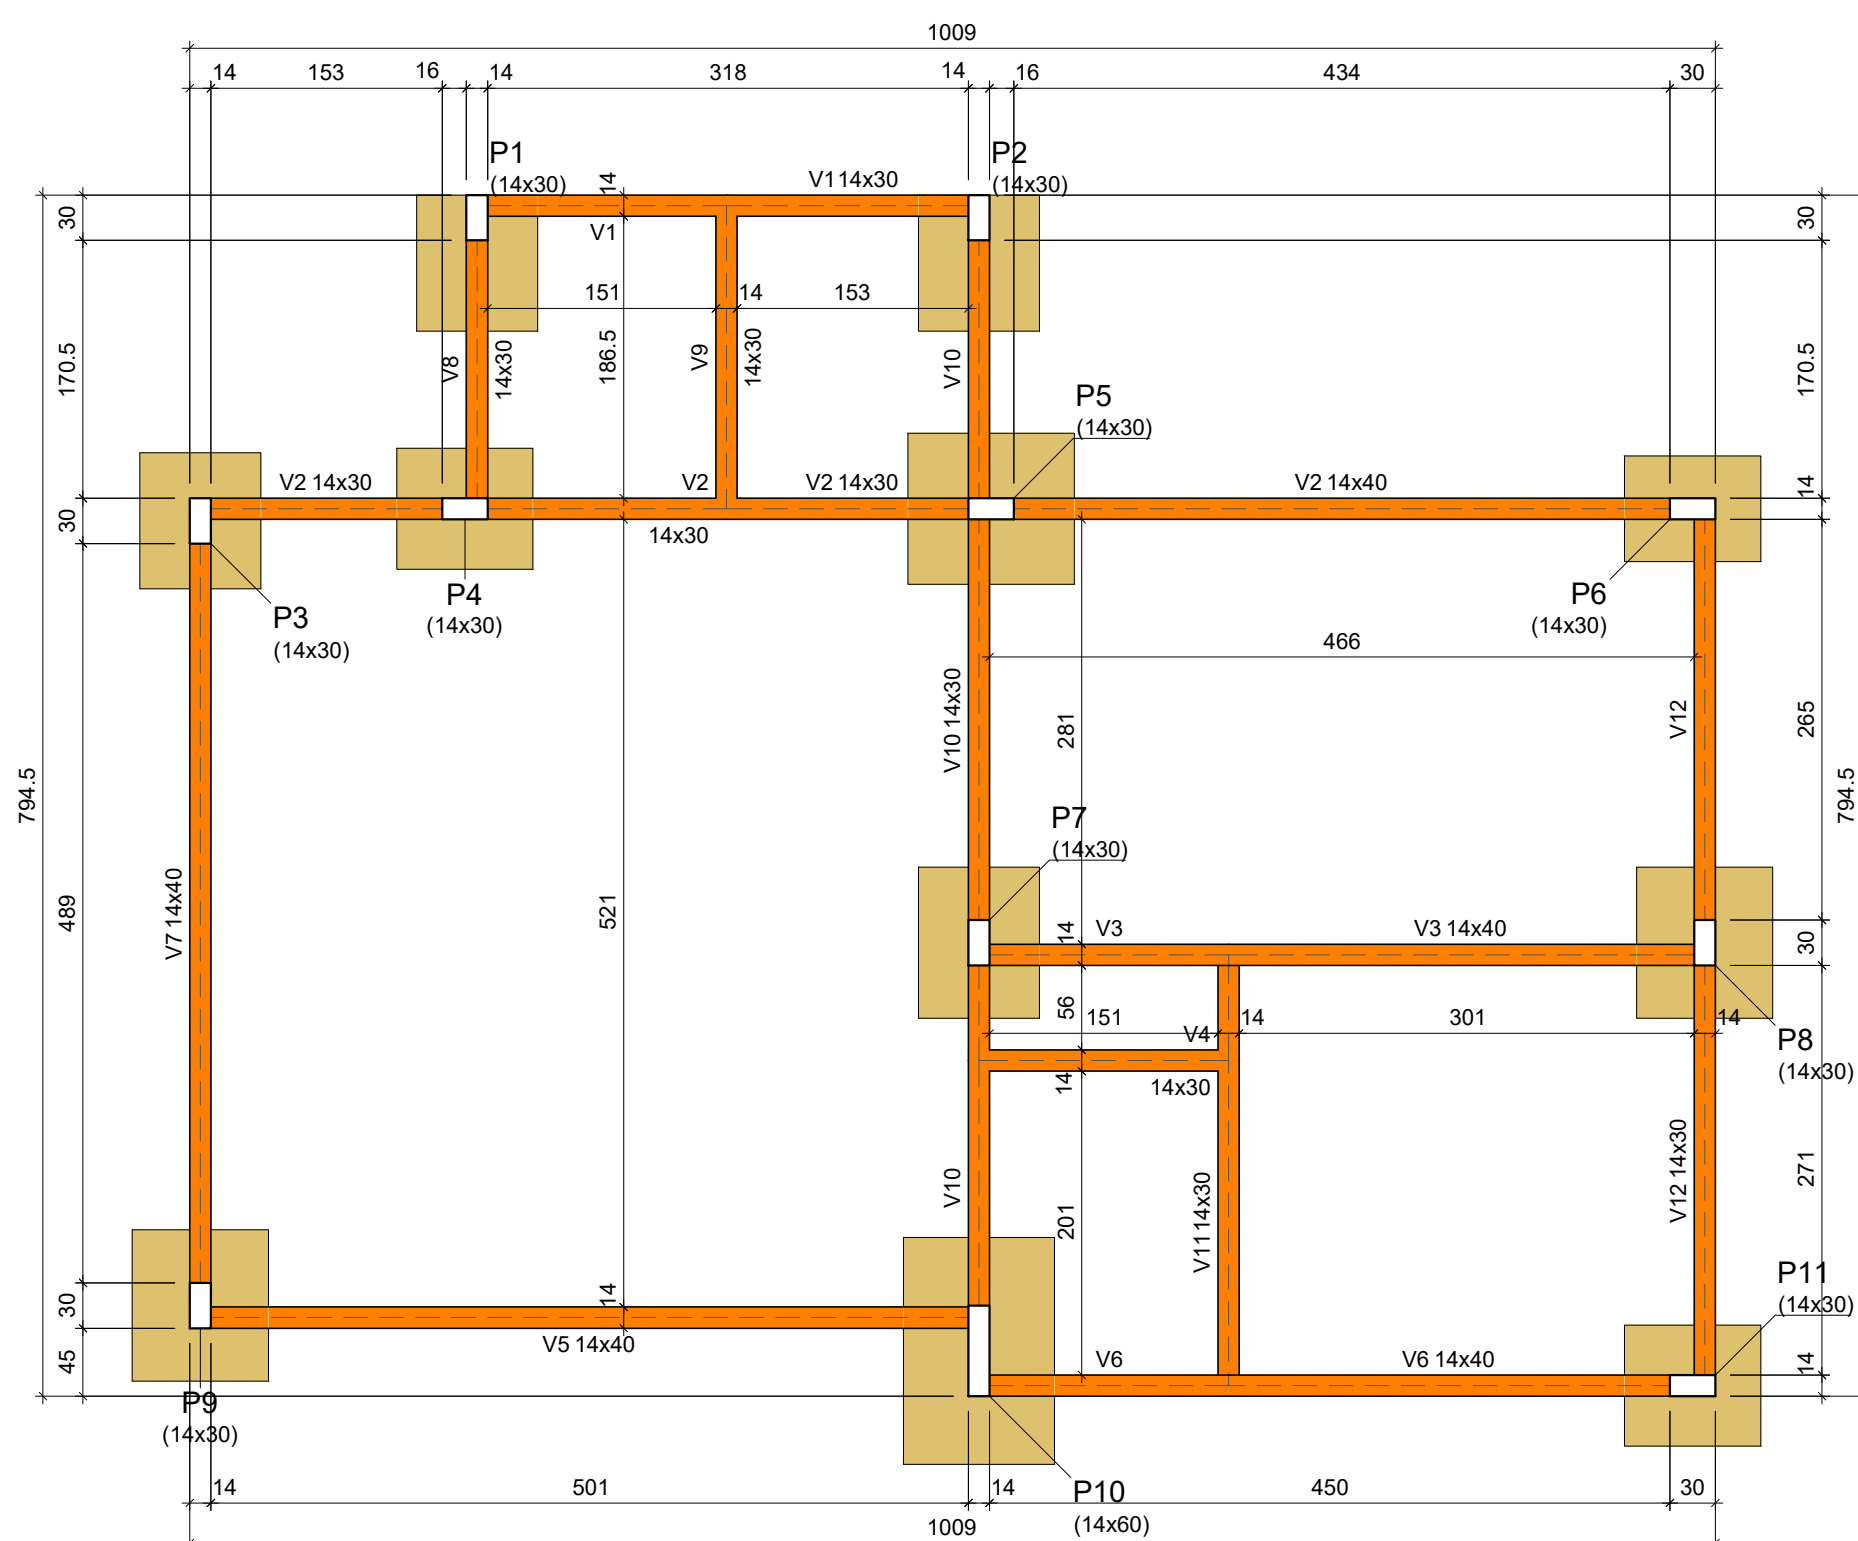 1009
14 153 16 14 318 14 16 434 30
P1
(14x30)
14
V1 14x30
P2
(14x30)
30
30
V1
151 14 153
170.5
V8
14x30
186.5
V9
14x30
V10
170.5
P5
(14x30)
V2 14x30
V2
V2 14x30
V2 14x40
14
30
14x30
P3
(14x30)
P4
(14x30)
P6
(14x30)
466
V10 14x30
281
V12
265
794.5
794.5
P7
(14x30)
V7 14x40
489
521
14
V3
V3 14x40
30
56
151
V4
14
301
14
P8
(14x30)
14
14x30
V10
201
V11 14x30
V12 14x30
271
P11
(14x30)
30
14
V5 14x40
45
V6
V6 14x40
14
P9
(14x30)
14 501 14 450 30
P10
(14x60)
1009